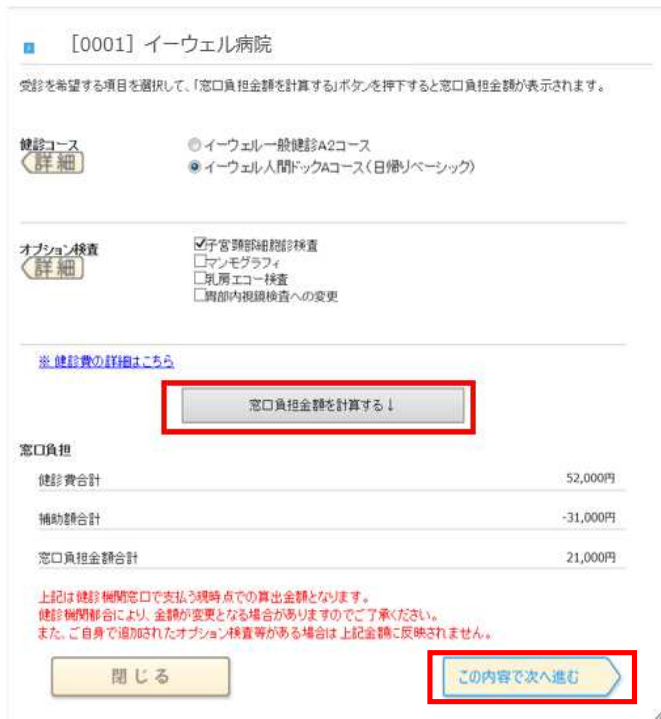 [0001] イーウェル病院
受診を希望する項目を選択して、「窓口負担金額を計算する」ボタンを押下すると窓口負担金額が表示されます。
健診コース
詳細
イーウェル一般健診A2コース
イーウェル人間ドックAコース(日帰りベーシック)
オプション検査
詳細
子宮頸部細胞診検査
マンモグラフィ
乳房エコー検査
胃部内視鏡検査への変更
※ 健診費の詳細はこちら
窓口負担金額を計算する↓
窓口負担
健診費合計 52,000円
補助額合計 -31,000円
窓口負担金額合計 21,000円
上記は健診機関窓口で支払う現時点での算出金額となります。
健診機関都合により、金額が変更となる場合がありますのでご了承ください。
また、ご自身で追加されたオプション検査等がある場合は上記金額に反映されません。
閉じる
この内容で次へ進む